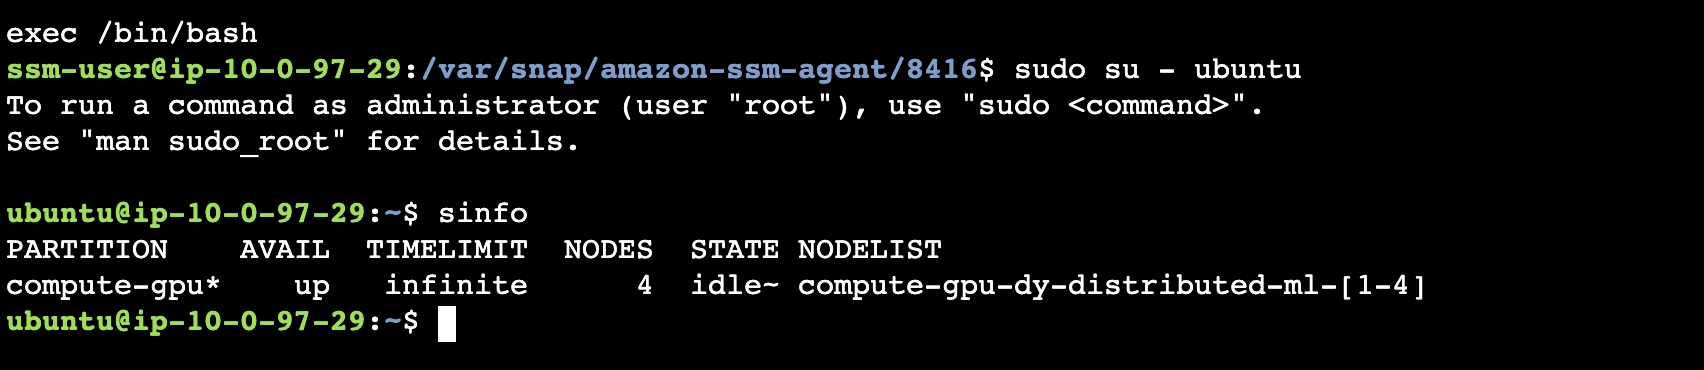 exec /bin/bash
ssm-user@ip-10-0-97-29:/var/snap/amazon-ssm-agent/8416$ sudo su - ubuntu
To run a command as administrator (user "root"), use "sudo <command>".
See "man sudo_root" for details.

ubuntu@ip-10-0-97-29:~$ sinfo
PARTITION    AVAIL  TIMELIMIT  NODES  STATE NODELIST
compute-gpu*    up   infinite      4  idle~ compute-gpu-dy-distributed-ml-[1-4]
ubuntu@ip-10-0-97-29:~$